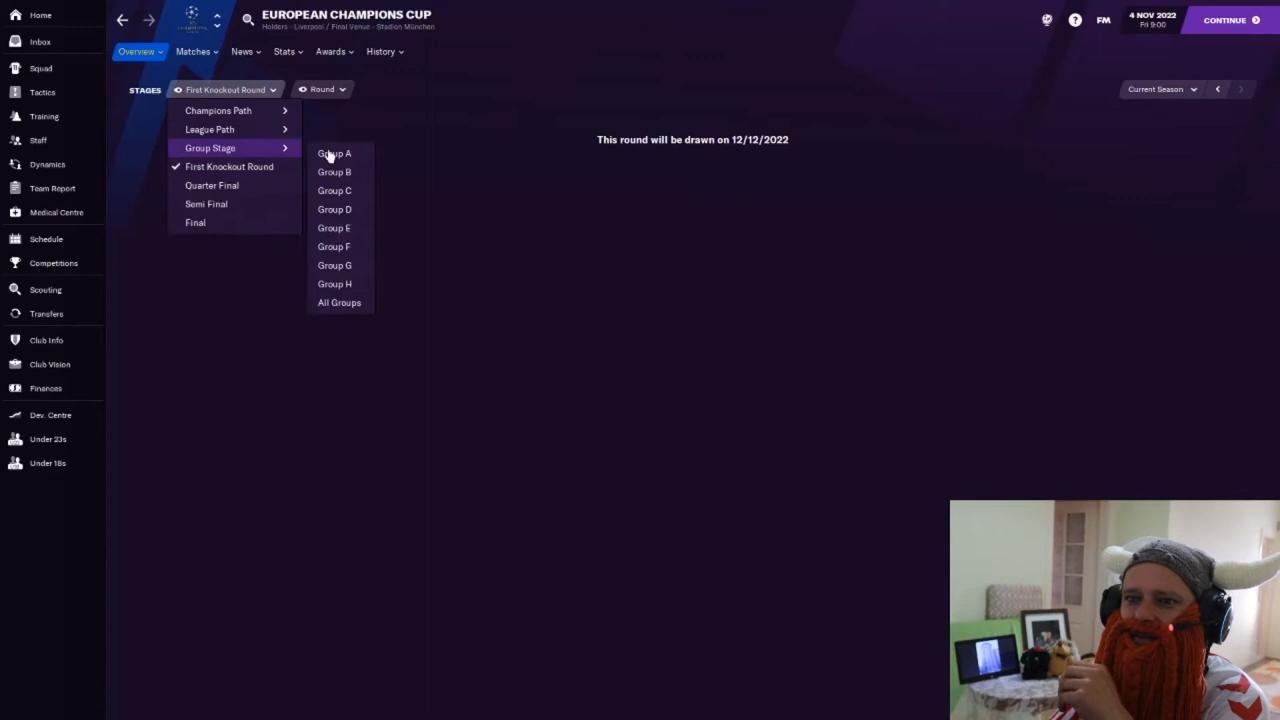 Home
Inbox
Squad
Tactics
Training
Staff
Dynamics
Team Report
Medical Centre
Schedule
Competitions
Scouting
Transfers
Club Info
Club Vision
Finances
Dev. Centre
Under 23s
Under 18s
EUROPEAN CHAMPIONS CUP
Holders - Liverpool / Final Venue - Stadion München
FM
4 NOV 2022
Fri 9:00
CONTINUE
Overview
Matches
News
Stats
Awards
History
STAGES
First Knockout Round
Round
Current Season
Champions Path
League Path
Group Stage
First Knockout Round
Quarter Final
Semi Final
Final
Group A
Group B
Group C
Group D
Group E
Group F
Group G
Group H
All Groups
This round will be drawn on 12/12/2022